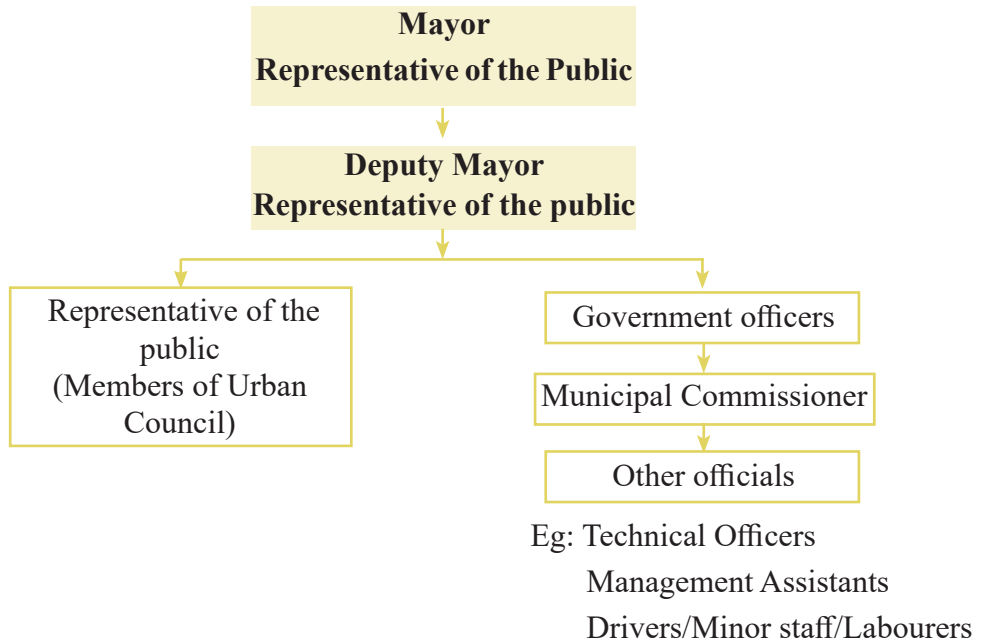 Mayor
Representative of the Public
Deputy Mayor
Representative of the public
Representative of the
public
(Members of Urban
Council)
Government officers
Municipal Commissioner
Other officials
Eg: Technical Officers
Management Assistants
Drivers/Minor staff/Labourers